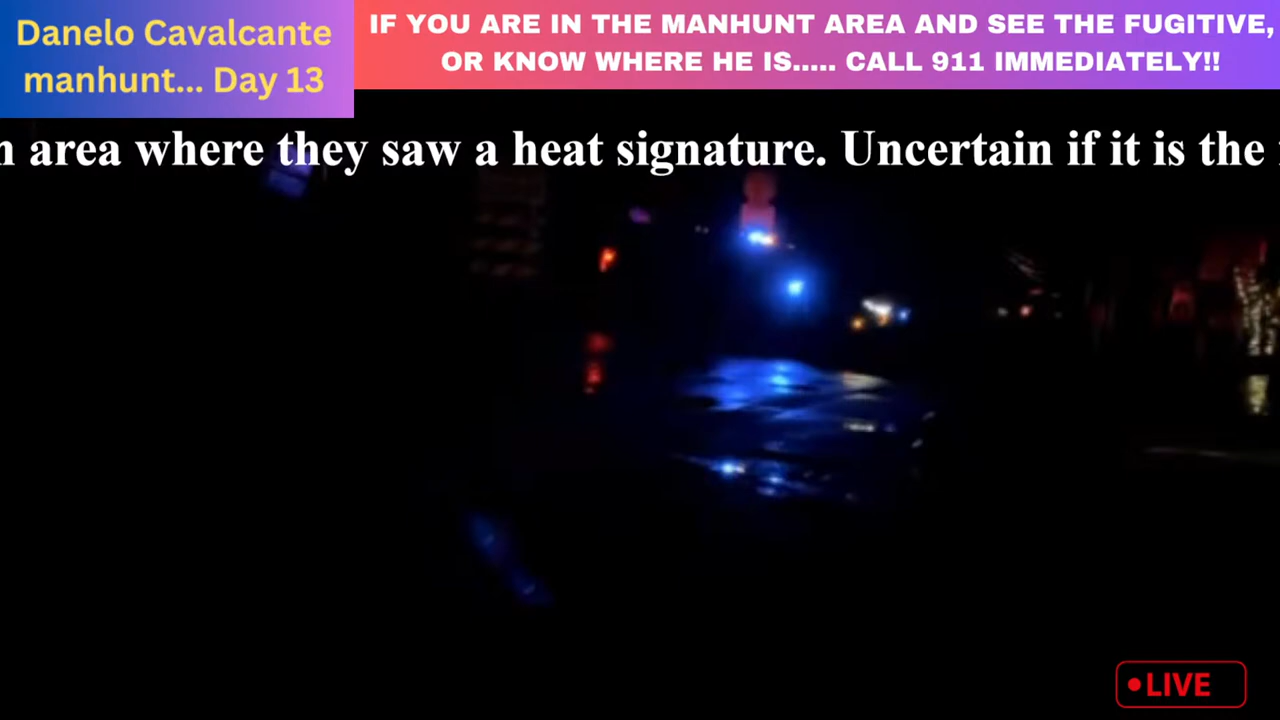 Danelo Cavalcante
manhunt... Day 13
IF YOU ARE IN THE MANHUNT AREA AND SEE THE FUGITIVE,
OR KNOW WHERE HE IS..... CALL 911 IMMEDIATELY!!
area where they saw a heat signature. Uncertain if it is the
LIVE